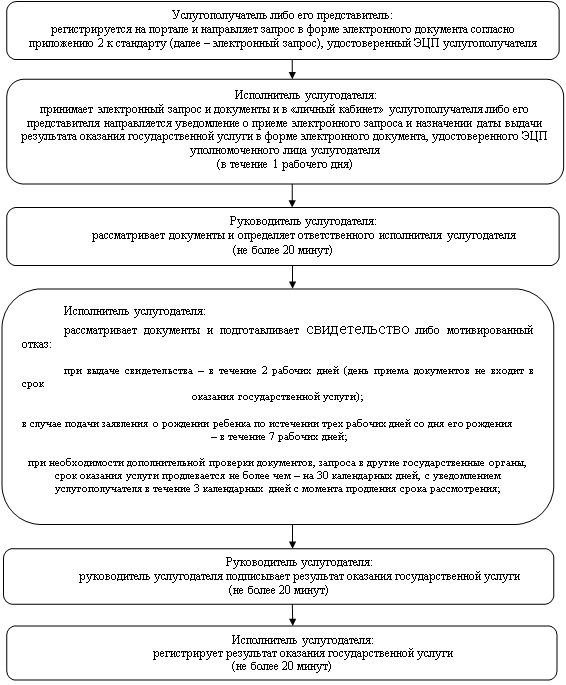 Услугополучатель либо его представитель:
регистрируется на портале и направляет запрос в форме электронного документа согласно
приложению 2 к стандарту (далее – электронный запрос), удостоверенный ЭЦП услугополучателя
Исполнитель услугодателя:
принимает электронный запрос и документы и в «личный кабинет» услугополучателя либо его
представителя направляется уведомление о приеме электронного запроса и назначении даты выдачи
результата оказания государственной услуги в форме электронного документа, удостоверенного ЭЦП
уполномоченного лица услугодателя
(в течение 1 рабочего дня)
Руководитель услугодателя:
рассматривает документы и определяет ответственного исполнителя услугодателя
(не более 20 минут)
Исполнитель услугодателя:
рассматривает документы и подготавливает свидетельство либо мотивированный
отказ:
при выдаче свидетельства – в течение 2 рабочих дней (день приема документов не входит в
срок
оказания государственной услуги);
в случае подачи заявления о рождении ребенка по истечении трех рабочих дней со дня его рождения
– в течение 7 рабочих дней;
при необходимости дополнительной проверки документов, запроса в другие государственные органы,
срок оказания услуги продлевается не более чем – на 30 календарных дней, с уведомлением
услугополучателя в течение 3 календарных дней с момента продления срока рассмотрения;
Руководитель услугодателя:
руководитель услугодателя подписывает результат оказания государственной услуги
(не более 20 минут)
Исполнитель услугодателя:
регистрирует результат оказания государственной услуги
(не более 20 минут)